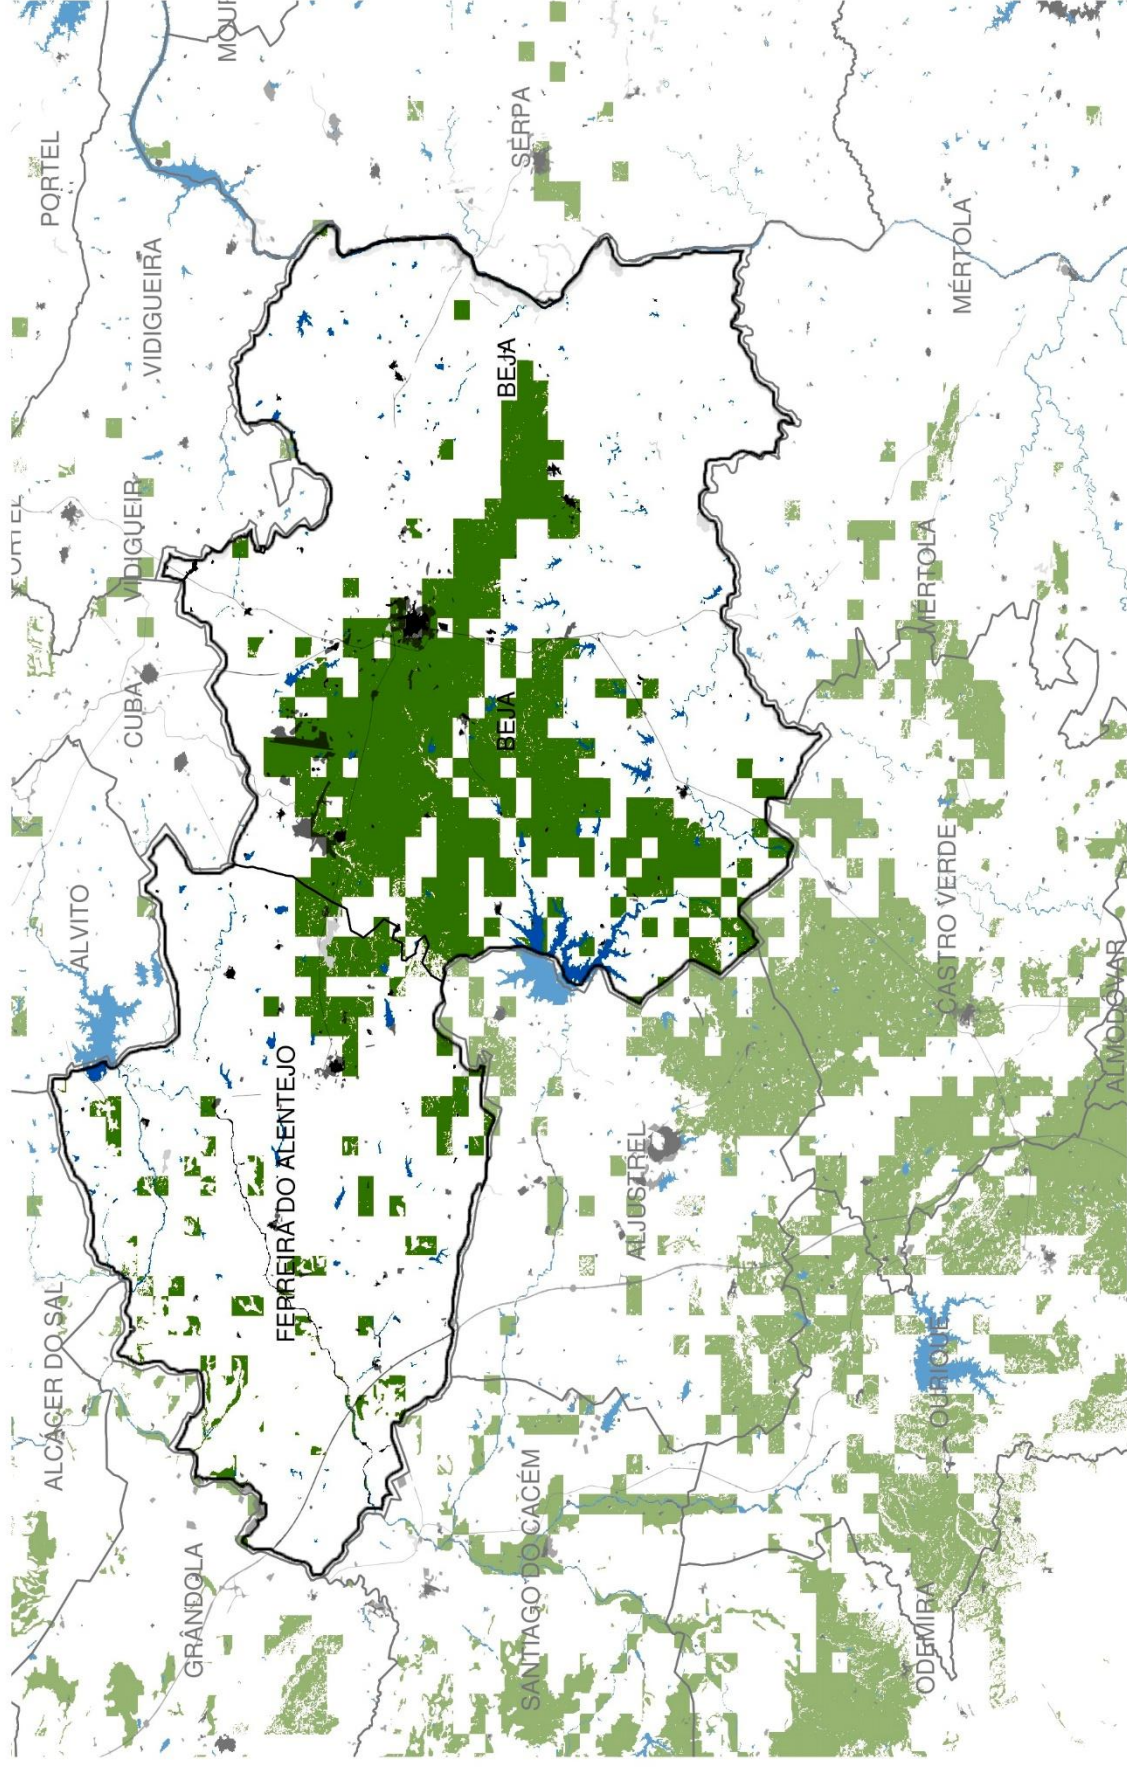 ALCÁCER DO SAL
PORTEL
ALVITO
CUBA
VIDIGUEIR
VIDIGUEIRA
GRÂNDOLA
FERREIRA DO ALENTEJO
BEJA
BEJA
SERPA
SANTIAGO DO CACÉM
ALJUSTREL
ODEMIRA
OURIQUE
CASTRO VERDE
MÉRTOLA
MÉRTOLA
ALMODÔVAR